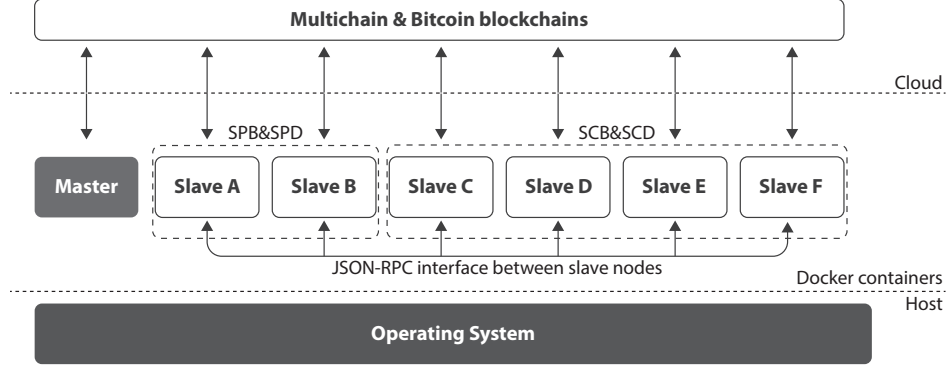 Multichain & Bitcoin blockchains
Cloud
SPB&SPD
SCB&SCD
Master
Slave A
Slave B
Slave C
Slave D
Slave E
Slave F
JSON-RPC interface between slave nodes
Docker containers
Host
Operating System